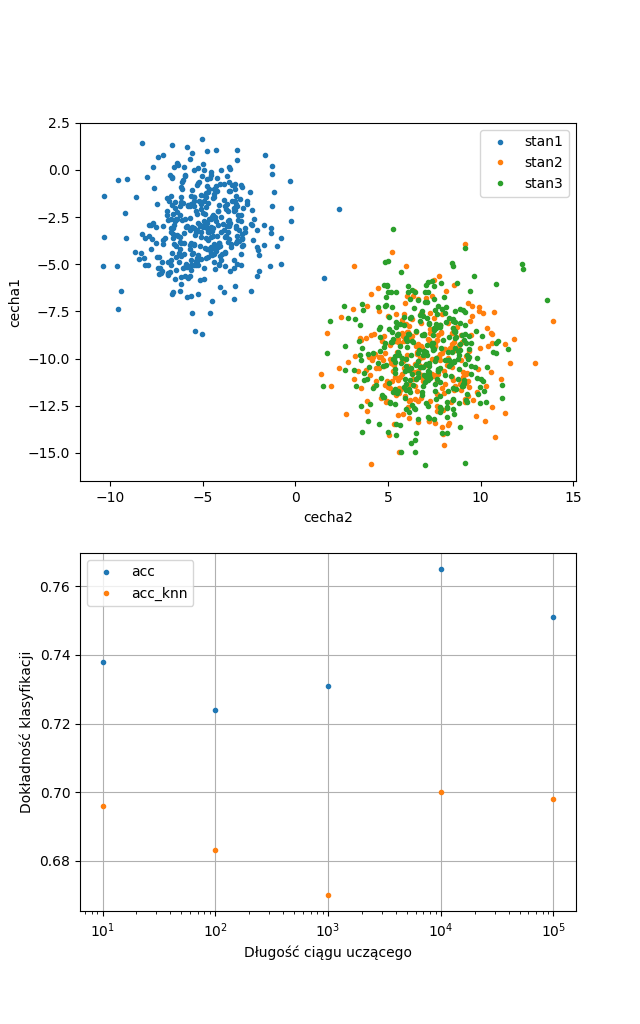 2.5
0.0
−2.5
−5.0
−7.5
−10.0
−12.5
−15.0
cecha1
stan1
stan2
stan3
−10 −5 0 5 10 15
cecha2
acc
acc_knn
0.76
0.74
0.72
0.70
0.68
Dokładność klasyfikacji
10¹ 10² 10³ 10⁴ 10⁵
Długość ciągu uczącego